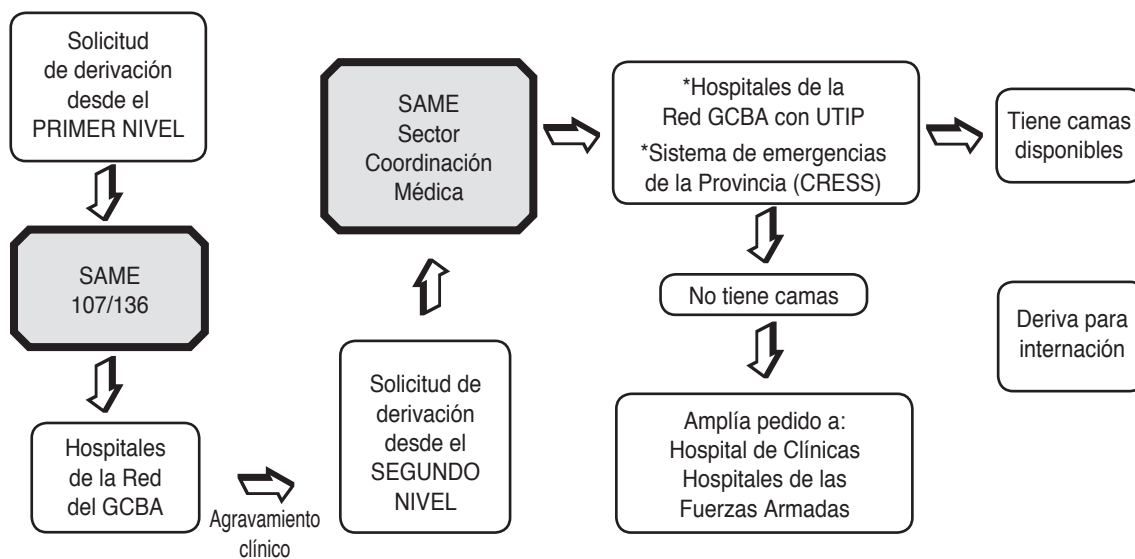 Solicitud
de derivación
desde el
PRIMER NIVEL
SAME
107/136
Hospitales
de la Red
del GCBA
Agravamiento
clínico
Solicitud de
derivación
desde el
SEGUNDO
NIVEL
SAME
Sector
Coordinación
Médica
*Hospitales de la
Red GCBA con UTIP
*Sistema de emergencias
de la Provincia (CRESS)
Tiene camas
disponibles
No tiene camas
Amplía pedido a:
Hospital de Clínicas
Hospitales de las
Fuerzas Armadas
Deriva para
internación